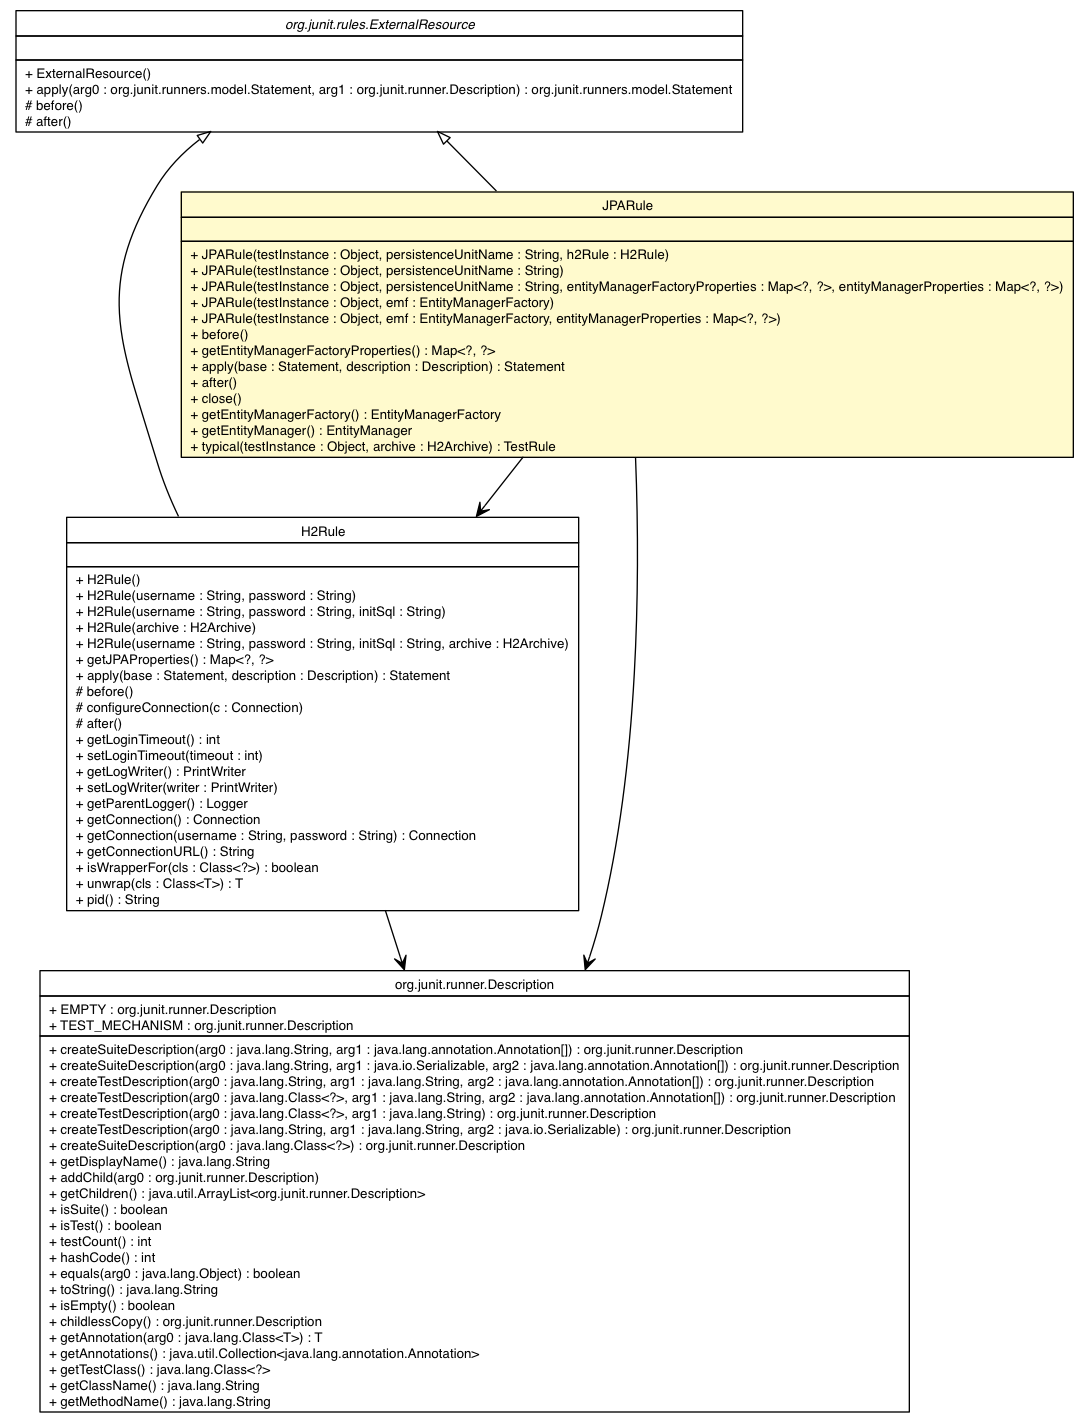 org.junit.rules.ExternalResource
+ ExternalResource()
+ apply(arg0 : org.junit.runners.model.Statement, arg1 : org.junit.runner.Description) : org.junit.runners.model.Statement
# before()
# after()
JPARule
+ JPARule(testInstance : Object, persistenceUnitName : String, h2Rule : H2Rule)
+ JPARule(testInstance : Object, persistenceUnitName : String)
+ JPARule(testInstance : Object, persistenceUnitName : String, entityManagerFactoryProperties : Map<?, ?>, entityManagerProperties : Map<?, ?>)
+ JPARule(testInstance : Object, emf : EntityManagerFactory)
+ JPARule(testInstance : Object, emf : EntityManagerFactory, entityManagerProperties : Map<?, ?>)
+ before()
+ getEntityManagerFactoryProperties() : Map<?, ?>
+ apply(base : Statement, description : Description) : Statement
+ after()
+ close()
+ getEntityManagerFactory() : EntityManagerFactory
+ getEntityManager() : EntityManager
+ typical(testInstance : Object, archive : H2Archive) : TestRule
H2Rule
+ H2Rule()
+ H2Rule(username : String, password : String)
+ H2Rule(username : String, password : String, initSql : String)
+ H2Rule(archive : H2Archive)
+ H2Rule(username : String, password : String, initSql : String, archive : H2Archive)
+ getJPAProperties() : Map<?, ?>
+ apply(base : Statement, description : Description) : Statement
# before()
# configureConnection(c : Connection)
# after()
+ getLoginTimeout() : int
+ setLoginTimeout(timeout : int)
+ getLogWriter() : PrintWriter
+ setLogWriter(writer : PrintWriter)
+ getParentLogger() : Logger
+ getConnection() : Connection
+ getConnection(username : String, password : String) : Connection
+ getConnectionURL() : String
+ isWrapperFor(cls : Class<?>) : boolean
+ unwrap(cls : Class<T>) : T
+ pid() : String
org.junit.runner.Description
+ EMPTY : org.junit.runner.Description
+ TEST_MECHANISM : org.junit.runner.Description
+ createSuiteDescription(arg0 : java.lang.String, arg1 : java.lang.annotation.Annotation[]) : org.junit.runner.Description
+ createSuiteDescription(arg0 : java.lang.String, arg1 : java.io.Serializable, arg2 : java.lang.annotation.Annotation[]) : org.junit.runner.Description
+ createTestDescription(arg0 : java.lang.String, arg1 : java.lang.String, arg2 : java.lang.annotation.Annotation[]) : org.junit.runner.Description
+ createTestDescription(arg0 : java.lang.Class<?>, arg1 : java.lang.String, arg2 : java.lang.annotation.Annotation[]) : org.junit.runner.Description
+ createTestDescription(arg0 : java.lang.Class<?>, arg1 : java.lang.String) : org.junit.runner.Description
+ createTestDescription(arg0 : java.lang.String, arg1 : java.lang.String, arg2 : java.io.Serializable) : org.junit.runner.Description
+ createSuiteDescription(arg0 : java.lang.Class<?>) : org.junit.runner.Description
+ getDisplayName() : java.lang.String
+ addChild(arg0 : org.junit.runner.Description)
+ getChildren() : java.util.ArrayList<org.junit.runner.Description>
+ isSuite() : boolean
+ isTest() : boolean
+ testCount() : int
+ hashCode() : int
+ equals(arg0 : java.lang.Object) : boolean
+ toString() : java.lang.String
+ isEmpty() : boolean
+ childlessCopy() : org.junit.runner.Description
+ getAnnotation(arg0 : java.lang.Class<T>) : T
+ getAnnotations() : java.util.Collection<java.lang.annotation.Annotation>
+ getTestClass() : java.lang.Class<?>
+ getClassName() : java.lang.String
+ getMethodName() : java.lang.String